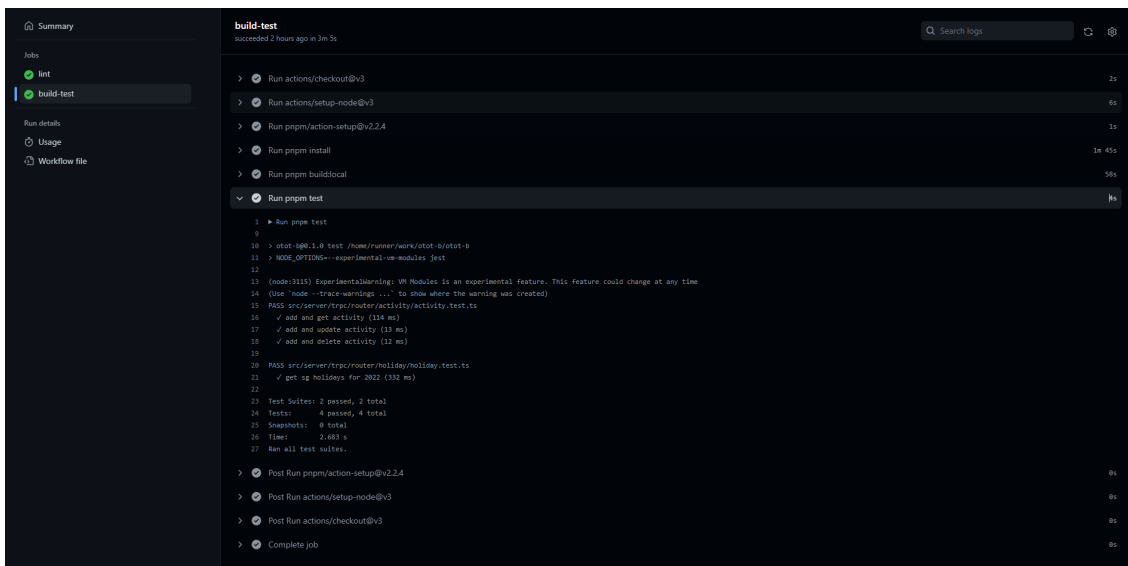 Summary
Jobs
lint
build-test
Run details
Usage
Workflow file
build-test
succeeded 2 hours ago in 3m 5s
Search logs
Run actions/checkout@v3 2s
Run actions/setup-node@v3 6s
Run pnpm/action-setup@v2.2.4 1s
Run pnpm install 1m 45s
Run pnpm build:local 58s
Run pnpm test 4s
1 ▶ Run pnpm test
9
10 > otot-b@0.1.0 test /home/runner/work/otot-b/otot-b
11 > NODE_OPTIONS=--experimental-vm-modules jest
12
13 (node:3115) ExperimentalWarning: VM Modules is an experimental feature. This feature could change at any time
14 (Use `node --trace-warnings ...` to show where the warning was created)
15 PASS src/server/trpc/router/activity/activity.test.ts
16 √ add and get activity (114 ms)
17 √ add and update activity (13 ms)
18 √ add and delete activity (12 ms)
19
20 PASS src/server/trpc/router/holiday/holiday.test.ts
21 √ get sg holidays for 2022 (332 ms)
22
23 Test Suites: 2 passed, 2 total
24 Tests: 4 passed, 4 total
25 Snapshots: 0 total
26 Time: 2.683 s
27 Ran all test suites.
Post Run pnpm/action-setup@v2.2.4 0s
Post Run actions/setup-node@v3 0s
Post Run actions/checkout@v3 0s
Complete job 0s